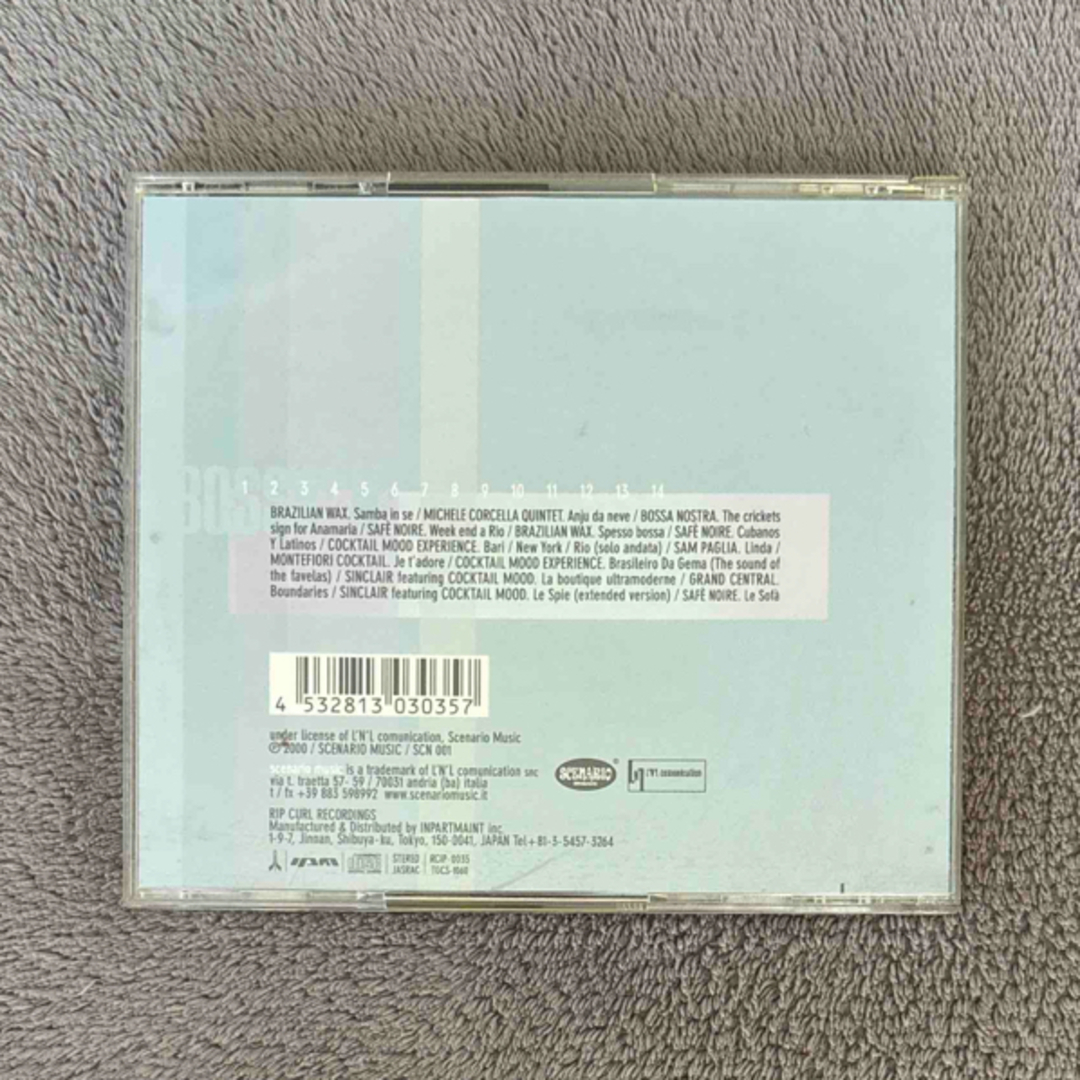 BOSS
1 2 3 4 5 6 7 8 9 10 11 12 13 14
BRAZILIAN WAX. Samba in se / MICHELE CORCELLA QUINTET. Anju da neve / BOSSA NOSTRA. The crickets
sign for Anamaria / SAFÈ NOIRE. Week end a Rio / BRAZILIAN WAX. Spesso bossa / SAFÈ NOIRE. Cubanos
Y Latinos / COCKTAIL MOOD EXPERIENCE. Bari / New York / Rio (solo andata) / SAM PAGLIA. Linda /
MONTEFIORI COCKTAIL. Je t'adore / COCKTAIL MOOD EXPERIENCE. Brasileiro Da Gema (The sound of
the favelas) / SINCLAIR featuring COCKTAIL MOOD. La boutique ultramoderne / GRAND CENTRAL.
Boundaries / SINCLAIR featuring COCKTAIL MOOD. Le Spie (extended version) / SAFÈ NOIRE. Le Sofà
4 532813 030357
under license of L'N'L comunication, Scenario Music
℗ 2000 / SCENARIO MUSIC / SCN 001
scenario music is a trademark of L'N'L comunication snc
via t. traetta 57- 59 / 70031 andria (ba) italia
t / fx +39 883 598992 www.scenariomusic.it
SCENARIO
L'N'L comunication
RIP CURL RECORDINGS
Manufactured & Distributed by INPARTMAINT inc.
1-9-7, Jinnan, Shibuya-ku, Tokyo, 150-0041, JAPAN Tel + 81-3-5457-3264
STEREO RCIP-0035
JASRAC TGCS-1060